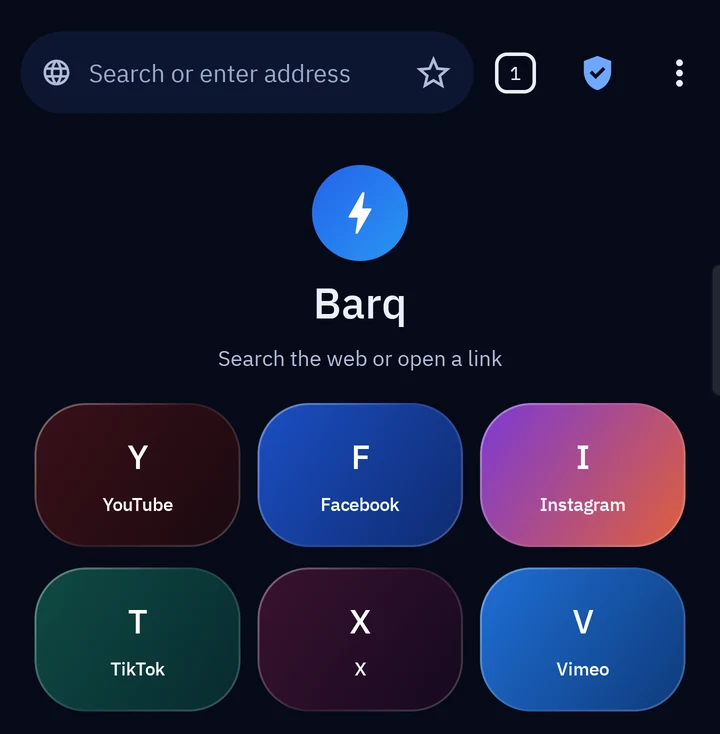 Search or enter address
1
Barq
Search the web or open a link
Y
F
I
YouTube
Facebook
Instagram
T
X
V
TikTok
X
Vimeo